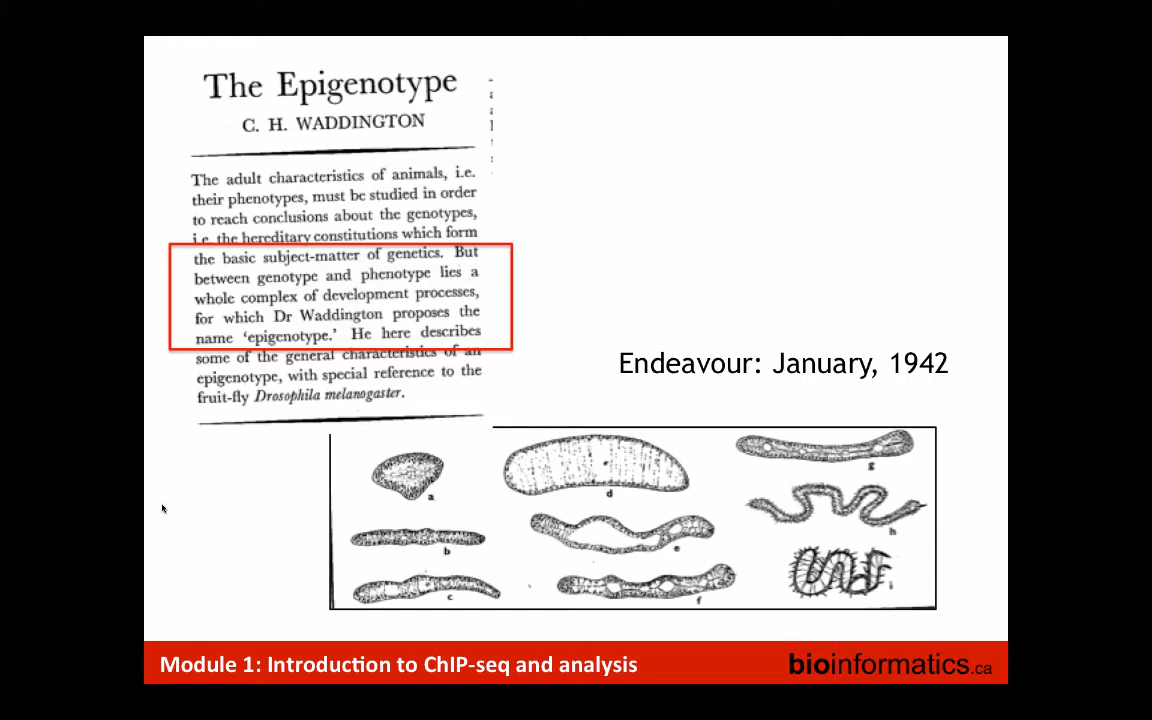 The Epigenotype
C. H. WADDINGTON
The adult characteristics of animals, i.e.
their phenotypes, must be studied in order
to reach conclusions about the genotypes,
i.e. the hereditary constitutions which form
the basic subject-matter of genetics. But
between genotype and phenotype lies a
whole complex of development processes,
for which Dr Waddington proposes the
name ‘epigenotype.’ He here describes
some of the general characteristics of an
epigenotype, with special reference to the
fruit-fly Drosophila melanogaster.
Endeavour: January, 1942
a
b
c
d
e
f
g
h
i
Module 1: Introduction to ChIP-seq and analysis
bioinformatics.ca